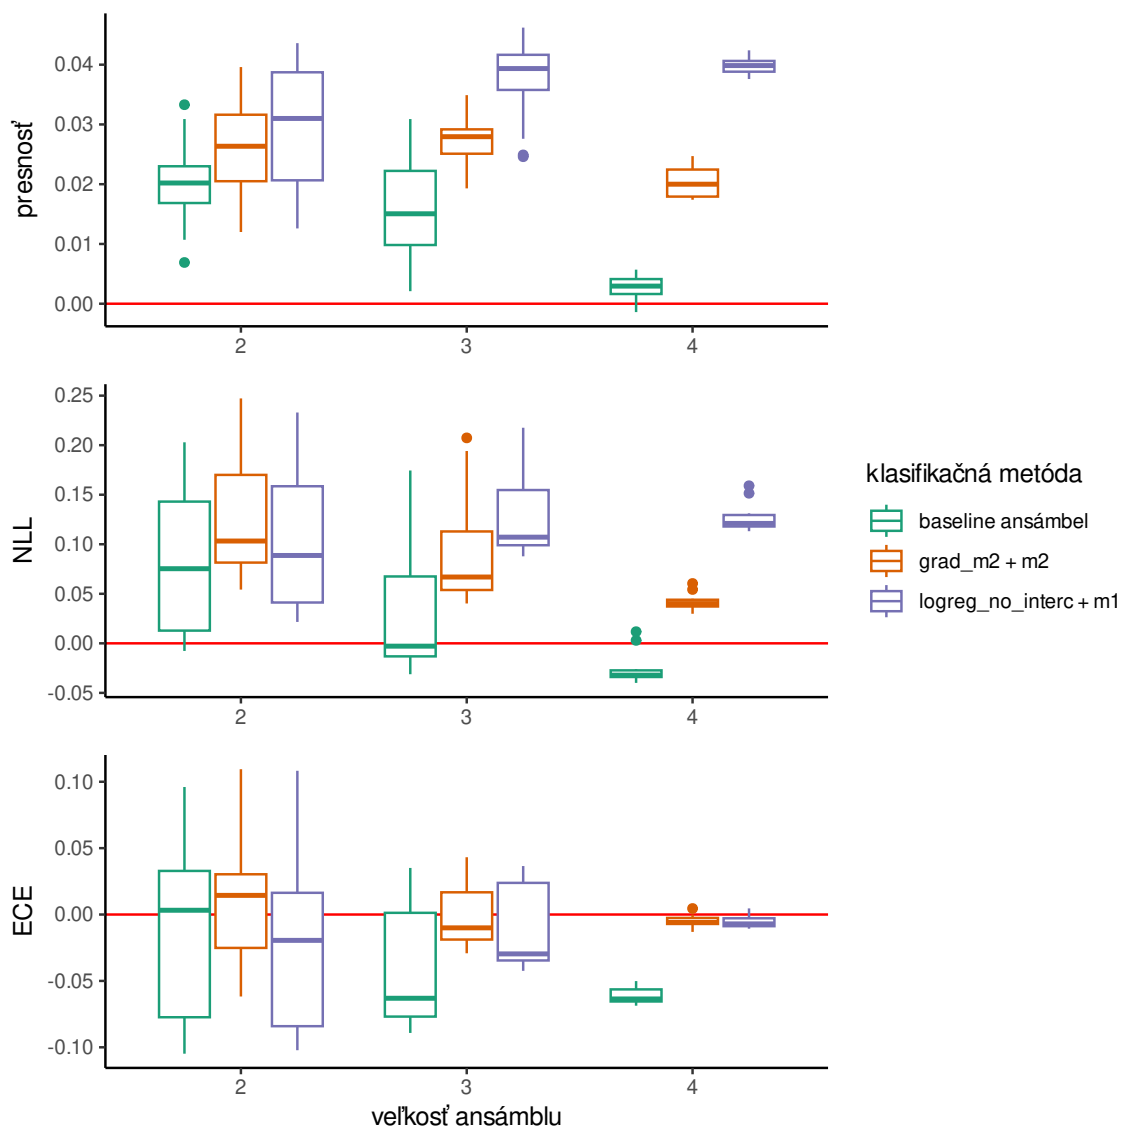 presnosť
0.04
0.03
0.02
0.01
0.00
2 3 4
NLL
0.25
0.20
0.15
0.10
0.05
0.00
-0.05
2 3 4
ECE
0.10
0.05
0.00
-0.05
-0.10
2 3 4
veľkosť ansámblu
klasifikačná metóda
baseline ansámbel
grad_m2 + m2
logreg_no_interc + m1